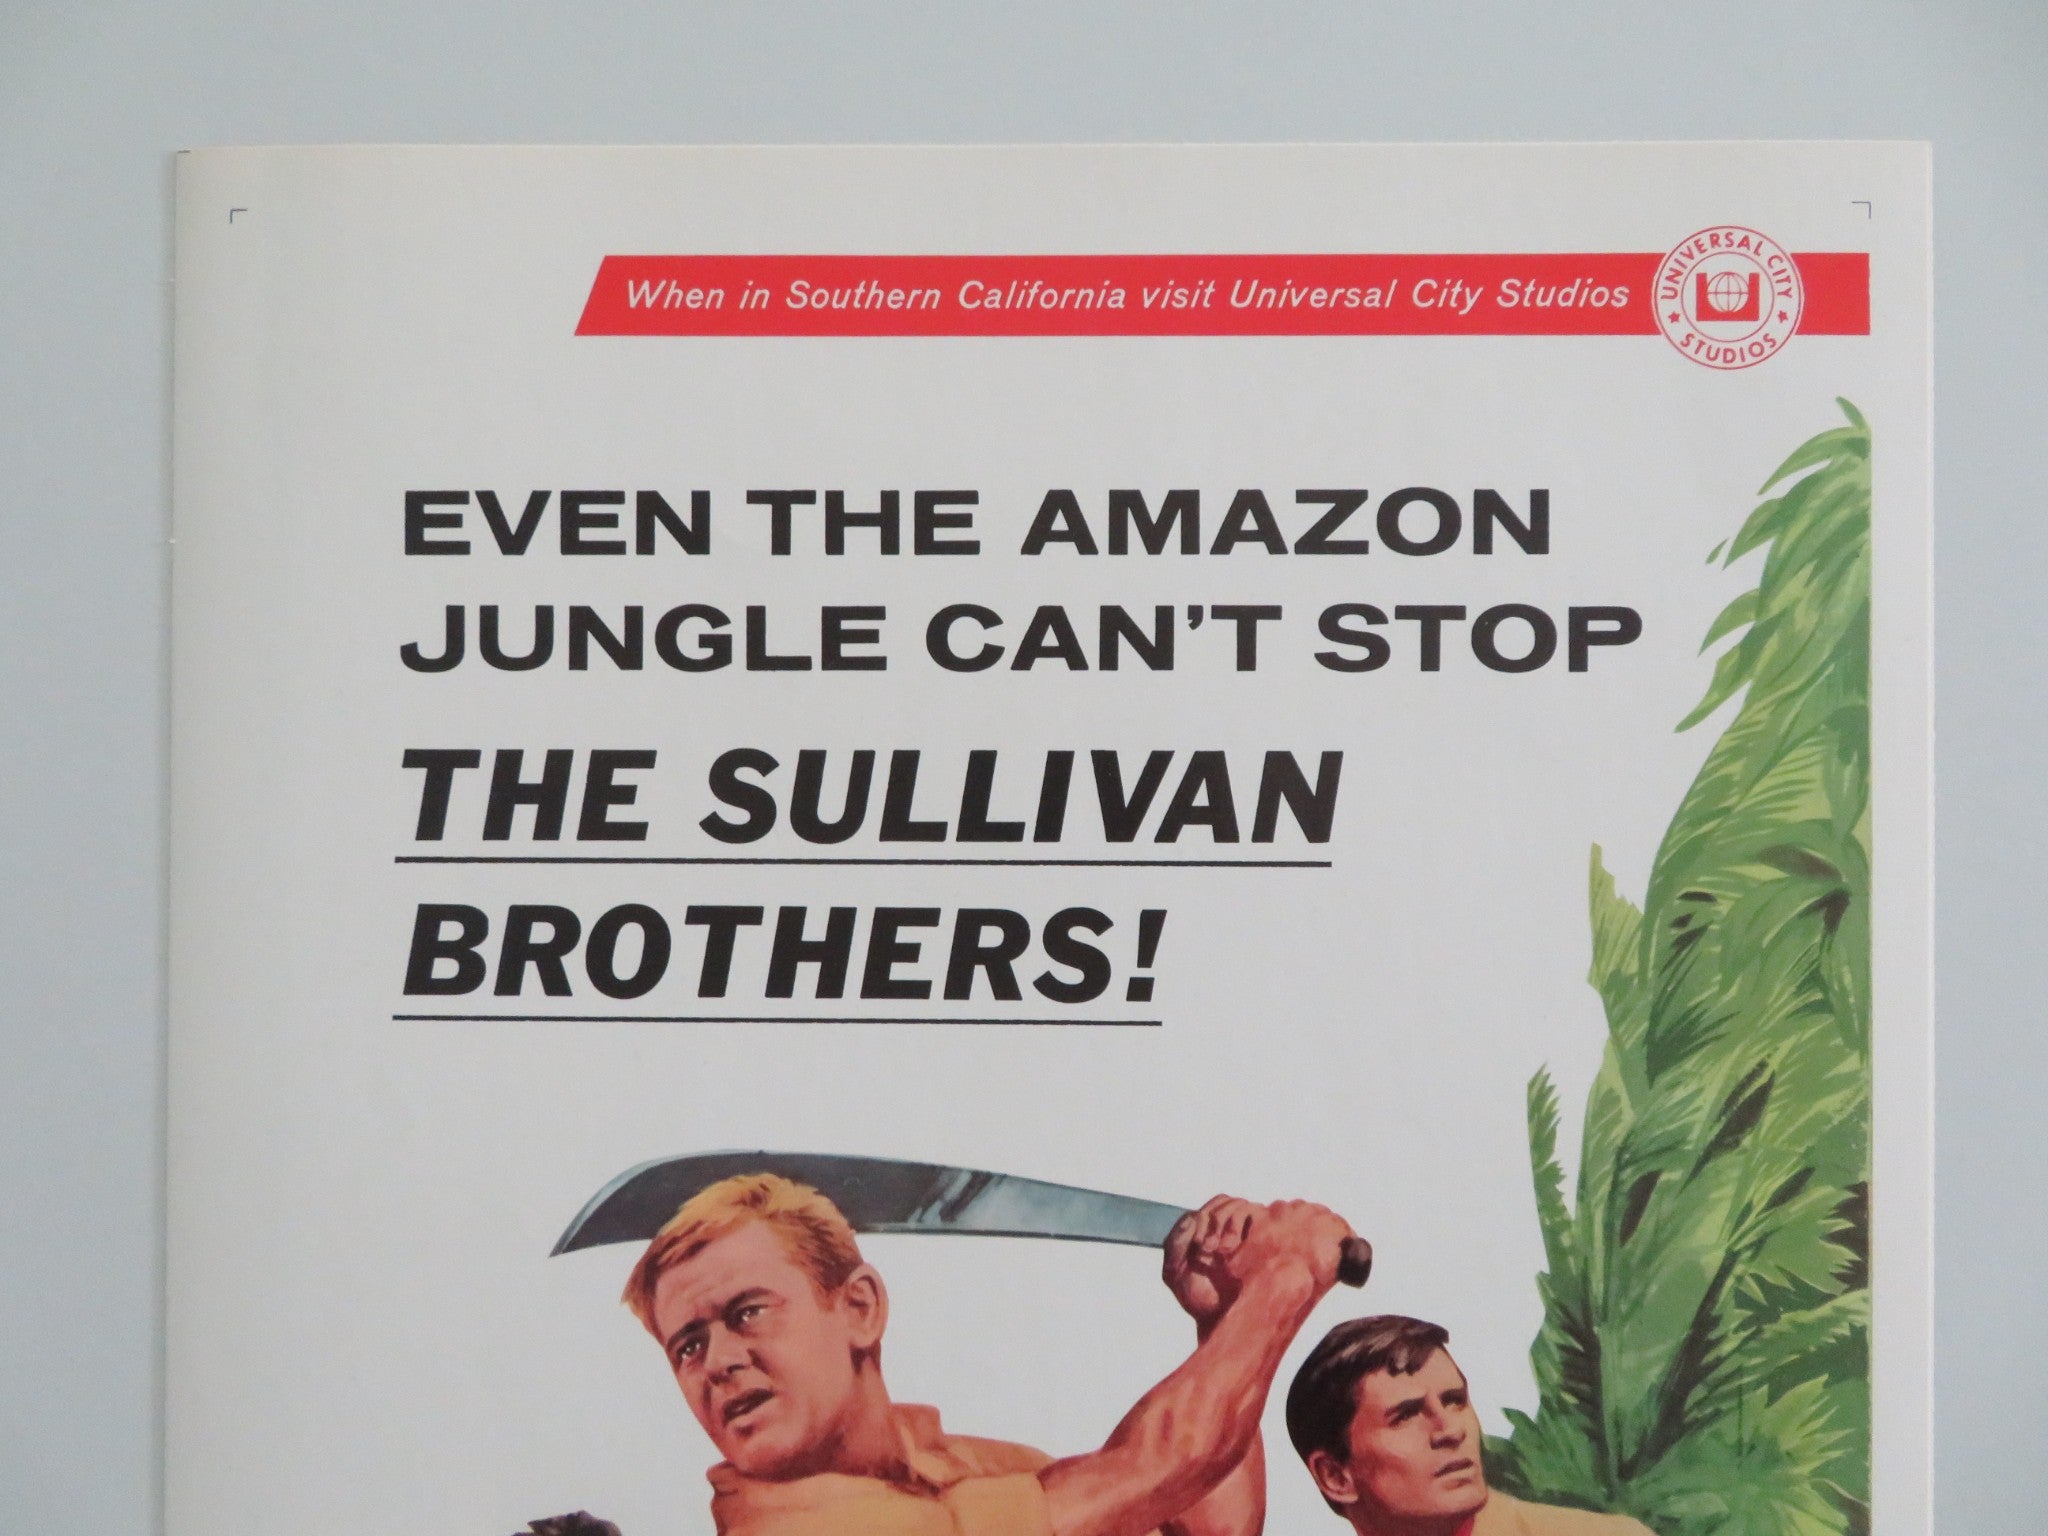 When in Southern California visit Universal City Studios
UNIVERSAL CITY
★ STUDIOS ★
EVEN THE AMAZON
JUNGLE CAN'T STOP
THE SULLIVAN
BROTHERS!